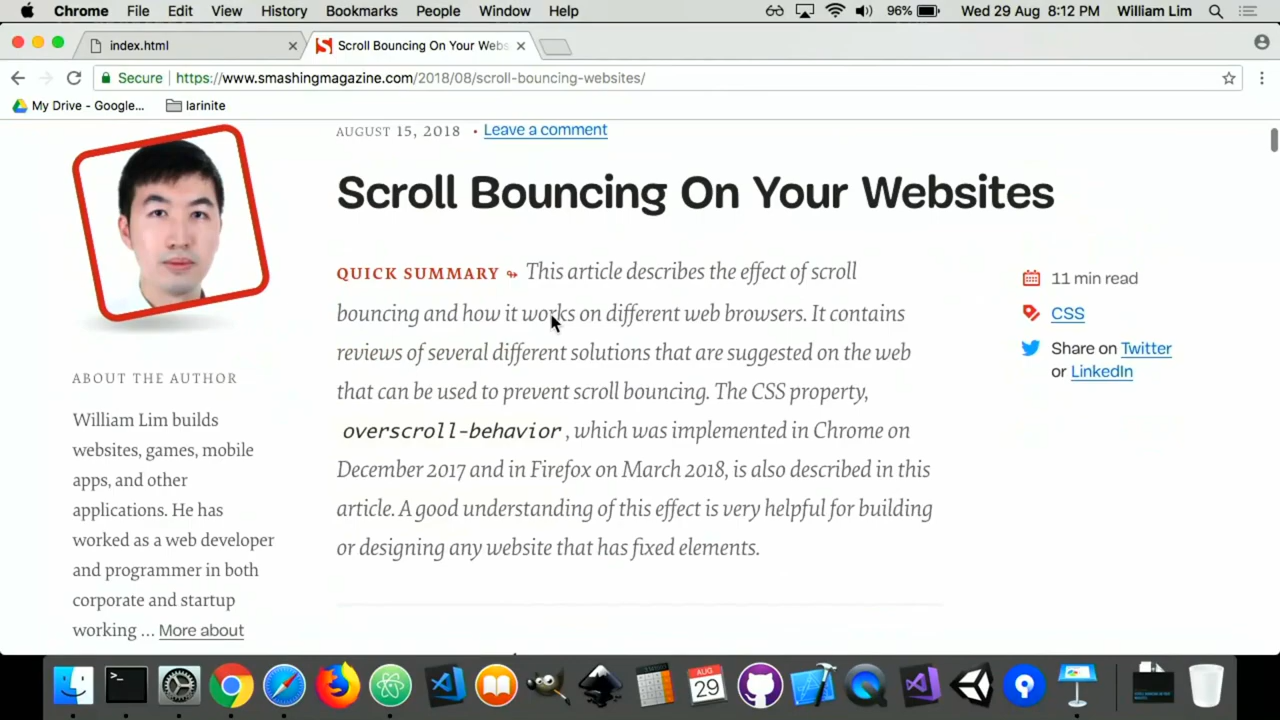 Chrome File Edit View History Bookmarks People Window Help 96% Wed 29 Aug 8:12 PM William Lim
index.html Scroll Bouncing On Your Webs
Secure https://www.smashingmagazine.com/2018/08/scroll-bouncing-websites/
My Drive - Google... larinite
AUGUST 15, 2018 • Leave a comment
Scroll Bouncing On Your Websites
QUICK SUMMARY ↬ This article describes the effect of scroll
bouncing and how it works on different web browsers. It contains
reviews of several different solutions that are suggested on the web
that can be used to prevent scroll bouncing. The CSS property,
overscroll-behavior, which was implemented in Chrome on
December 2017 and in Firefox on March 2018, is also described in this
article. A good understanding of this effect is very helpful for building
or designing any website that has fixed elements.
11 min read
CSS
Share on Twitter
or LinkedIn
ABOUT THE AUTHOR
William Lim builds
websites, games, mobile
apps, and other
applications. He has
worked as a web developer
and programmer in both
corporate and startup
working ... More about
AUG
29